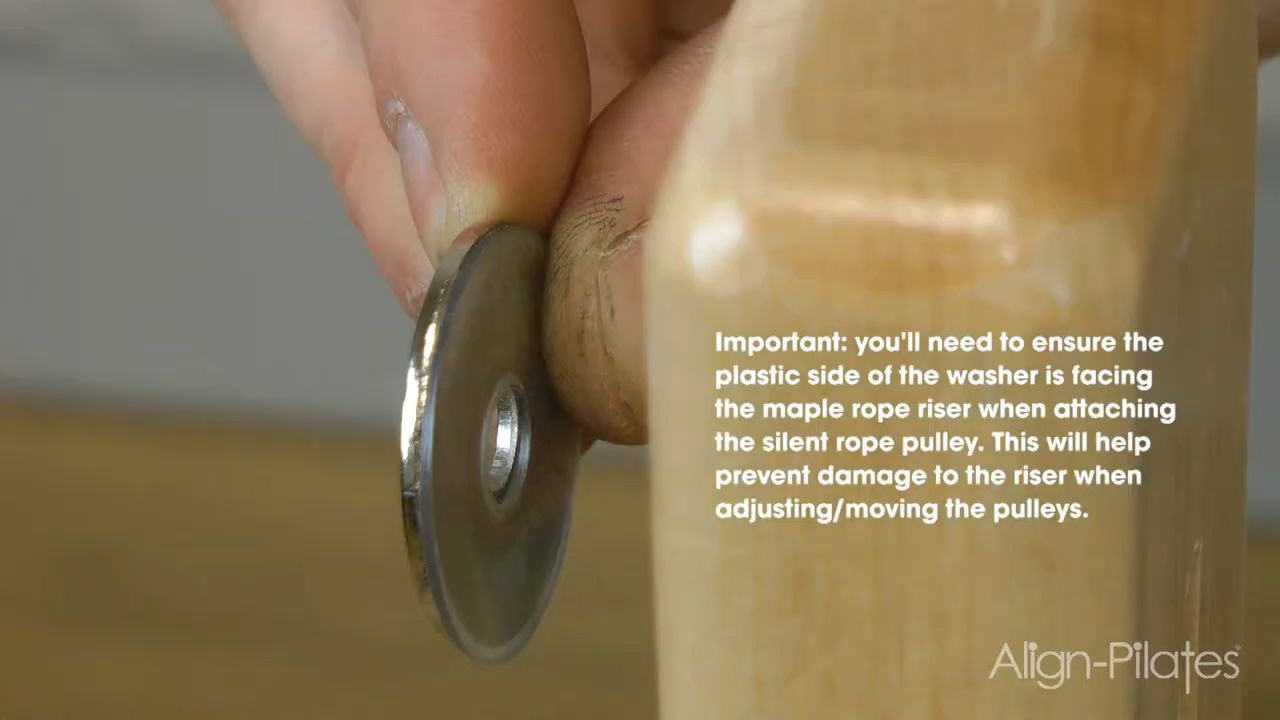 Important: you'll need to ensure the
plastic side of the washer is facing
the maple rope riser when attaching
the silent rope pulley. This will help
prevent damage to the riser when
adjusting/moving the pulleys.
Align-Pilates